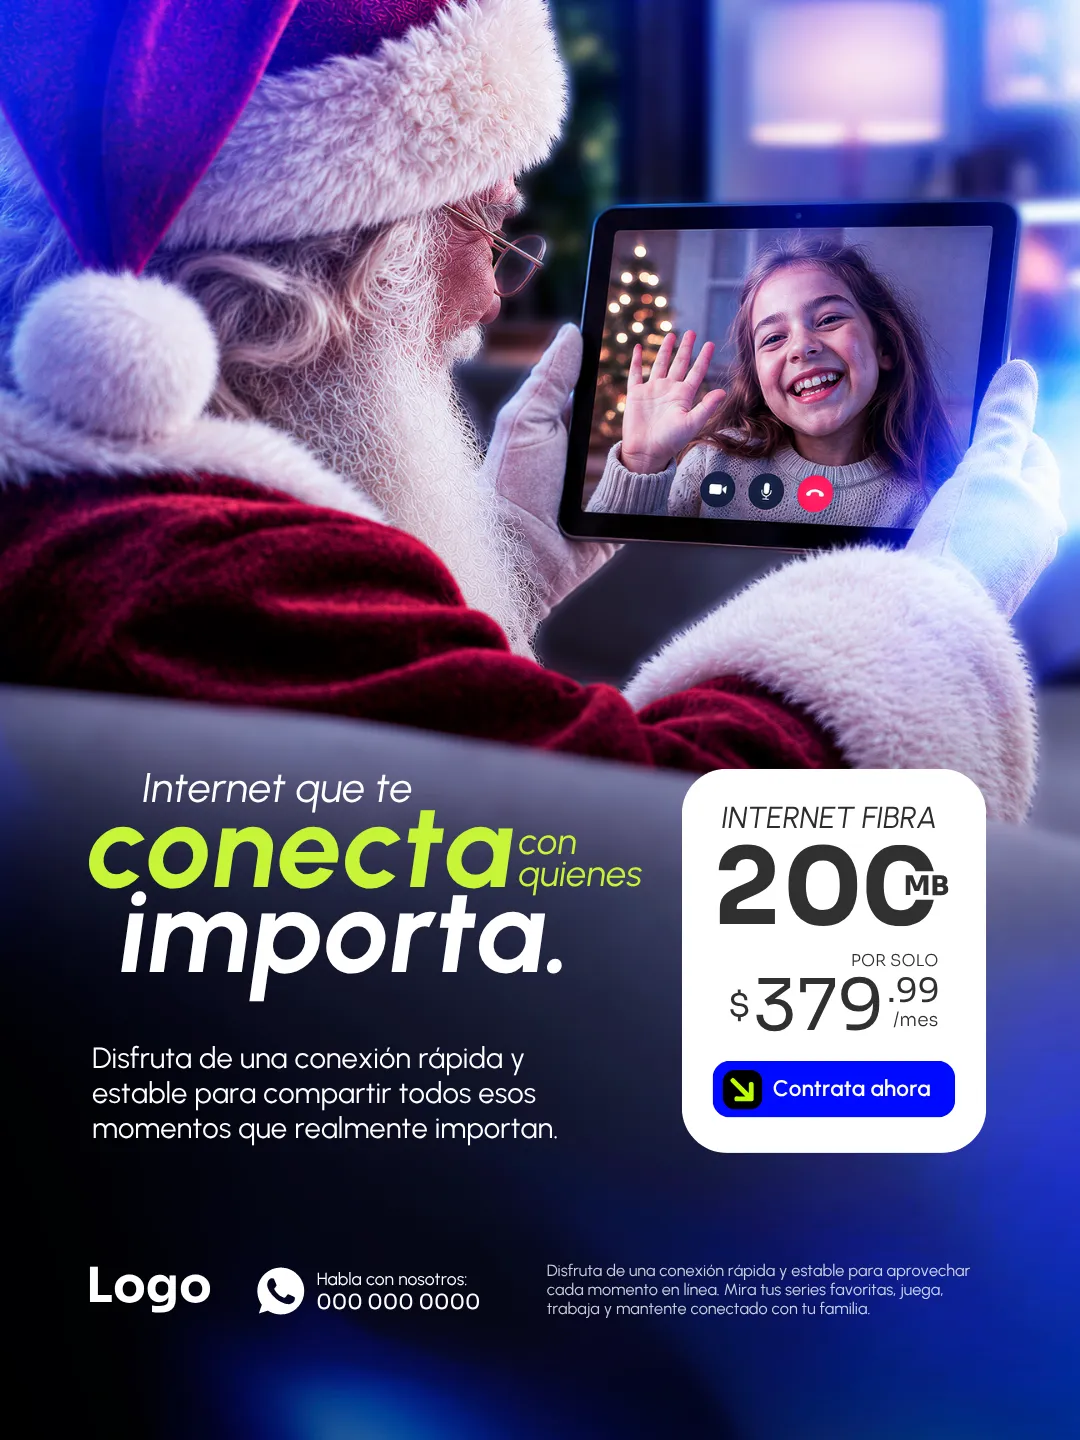 Internet que te
conecta con
quienes
importa.
Disfruta de una conexión rápida y
estable para compartir todos esos
momentos que realmente importan.
INTERNET FIBRA
200 MB
POR SOLO
$379.99
/mes
Contrata ahora
Logo
Habla con nosotros:
000 000 0000
Disfruta de una conexión rápida y estable para aprovechar
cada momento en línea. Mira tus series favoritas, juega,
trabaja y mantente conectado con tu familia.